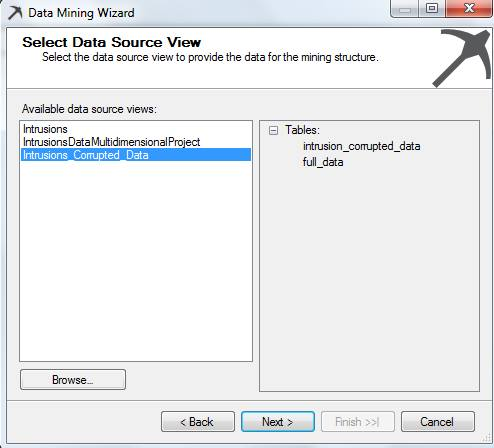 Data Mining Wizard
Select Data Source View
Select the data source view to provide the data for the mining structure.
Available data source views:
Intrusions
IntrusionsDataMultidimensionalProject
Intrusions_Corrupted_Data
Tables:
intrusion_corrupted_data
full_data
Browse...
< Back
Next >
Finish >>|
Cancel